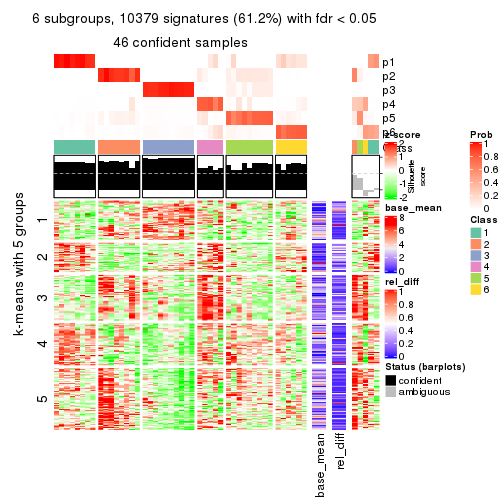 6 subgroups, 10379 signatures (61.2%) with fdr < 0.05
46 confident samples
p1
p2
p3
p4
p5
p6
Class
Silhouette score
k-means with 5 groups
1
2
3
4
5
base_mean
rel_diff
z-score
2
1
0
-1
-2
base_mean
8
6
4
2
0
rel_diff
1
0.8
0.6
0.4
0.2
0
Status (barplots)
confident
ambiguous
Prob
1
0.8
0.6
0.4
0.2
0
Class
1
2
3
4
5
6